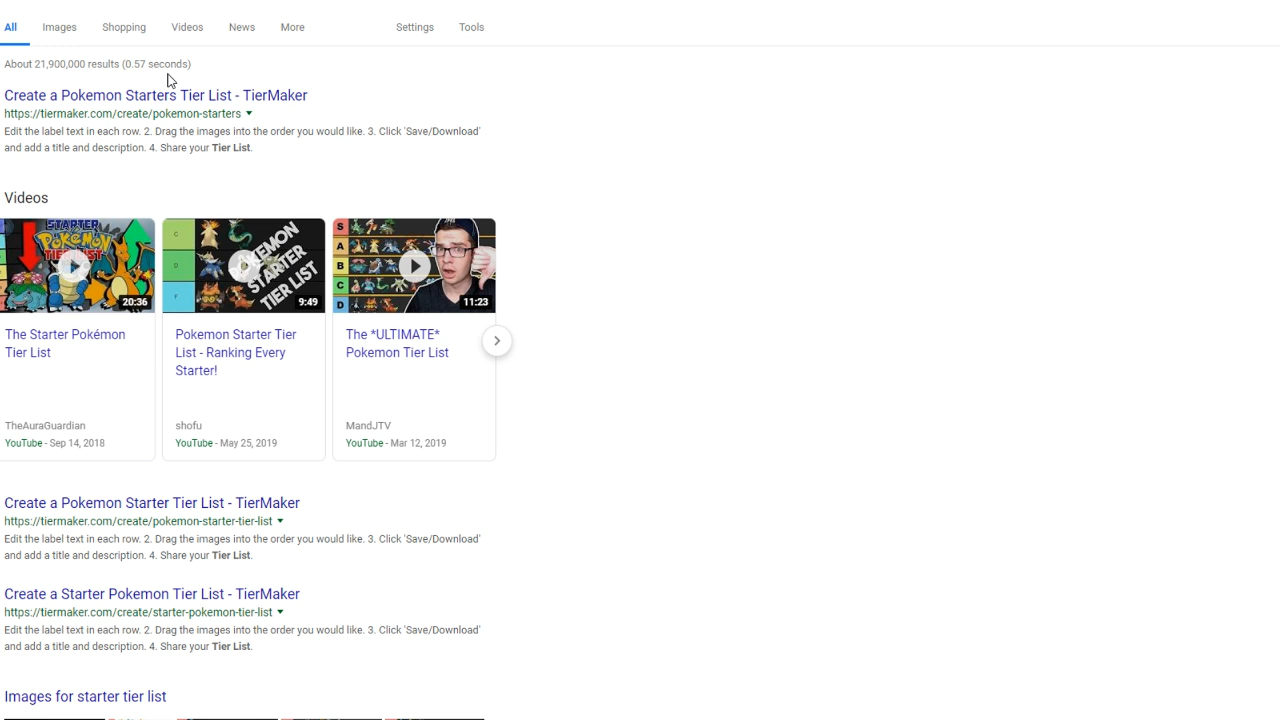 All Images Shopping Videos News More Settings Tools
About 21,900,000 results (0.57 seconds)
Create a Pokemon Starters Tier List - TierMaker
https://tiermaker.com/create/pokemon-starters
Edit the label text in each row. 2. Drag the images into the order you would like. 3. Click 'Save/Download'
and add a title and description. 4. Share your Tier List.
Videos
STARTER
POKÉMON
TIER LIST
20:36
The Starter Pokémon
Tier List
TheAuraGuardian
YouTube - Sep 14, 2018
C
D
F
POKEMON
STARTER
TIER LIST
9:49
Pokemon Starter Tier
List - Ranking Every
Starter!
shofu
YouTube - May 25, 2019
S
A
B
C
D
11:23
The *ULTIMATE*
Pokemon Tier List
MandJTV
YouTube - Mar 12, 2019
Create a Pokemon Starter Tier List - TierMaker
https://tiermaker.com/create/pokemon-starter-tier-list
Edit the label text in each row. 2. Drag the images into the order you would like. 3. Click 'Save/Download'
and add a title and description. 4. Share your Tier List.
Create a Starter Pokemon Tier List - TierMaker
https://tiermaker.com/create/starter-pokemon-tier-list
Edit the label text in each row. 2. Drag the images into the order you would like. 3. Click 'Save/Download'
and add a title and description. 4. Share your Tier List.
Images for starter tier list